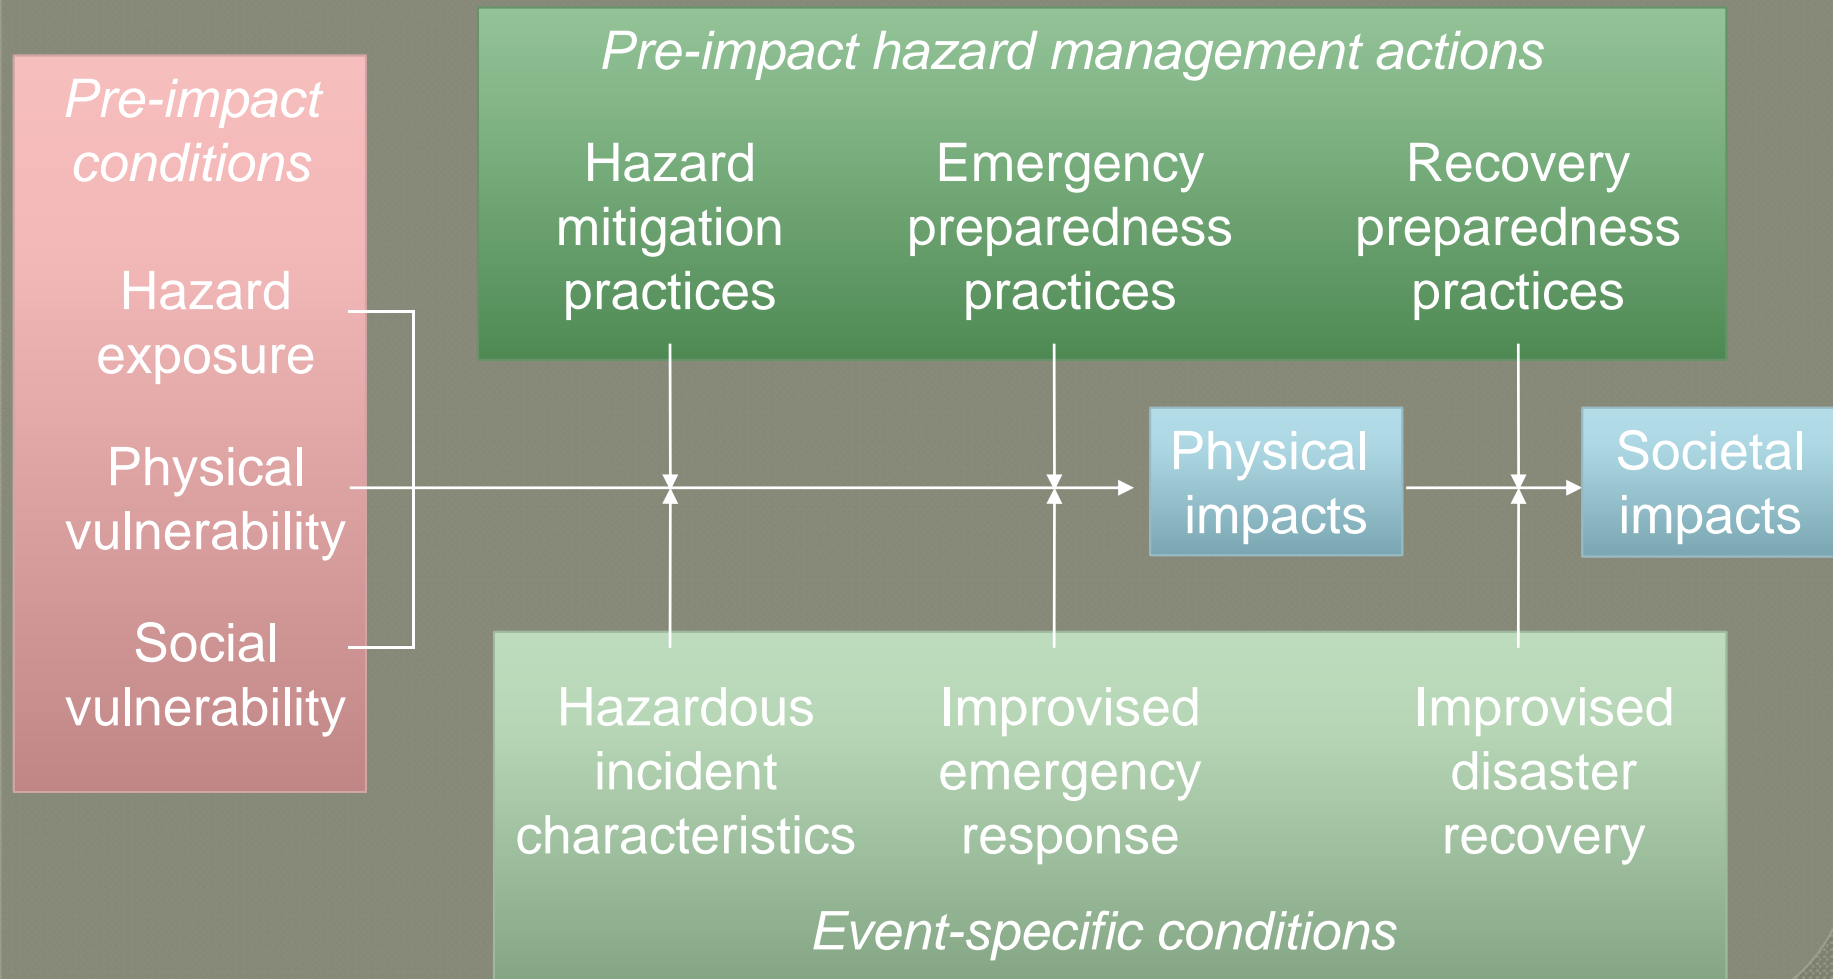 Pre-impact
conditions
Hazard
exposure
Physical
vulnerability
Social
vulnerability
Pre-impact hazard management actions
Hazard
mitigation
practices
Emergency
preparedness
practices
Recovery
preparedness
practices
Physical
impacts
Societal
impacts
Hazardous
incident
characteristics
Improvised
emergency
response
Improvised
disaster
recovery
Event-specific conditions